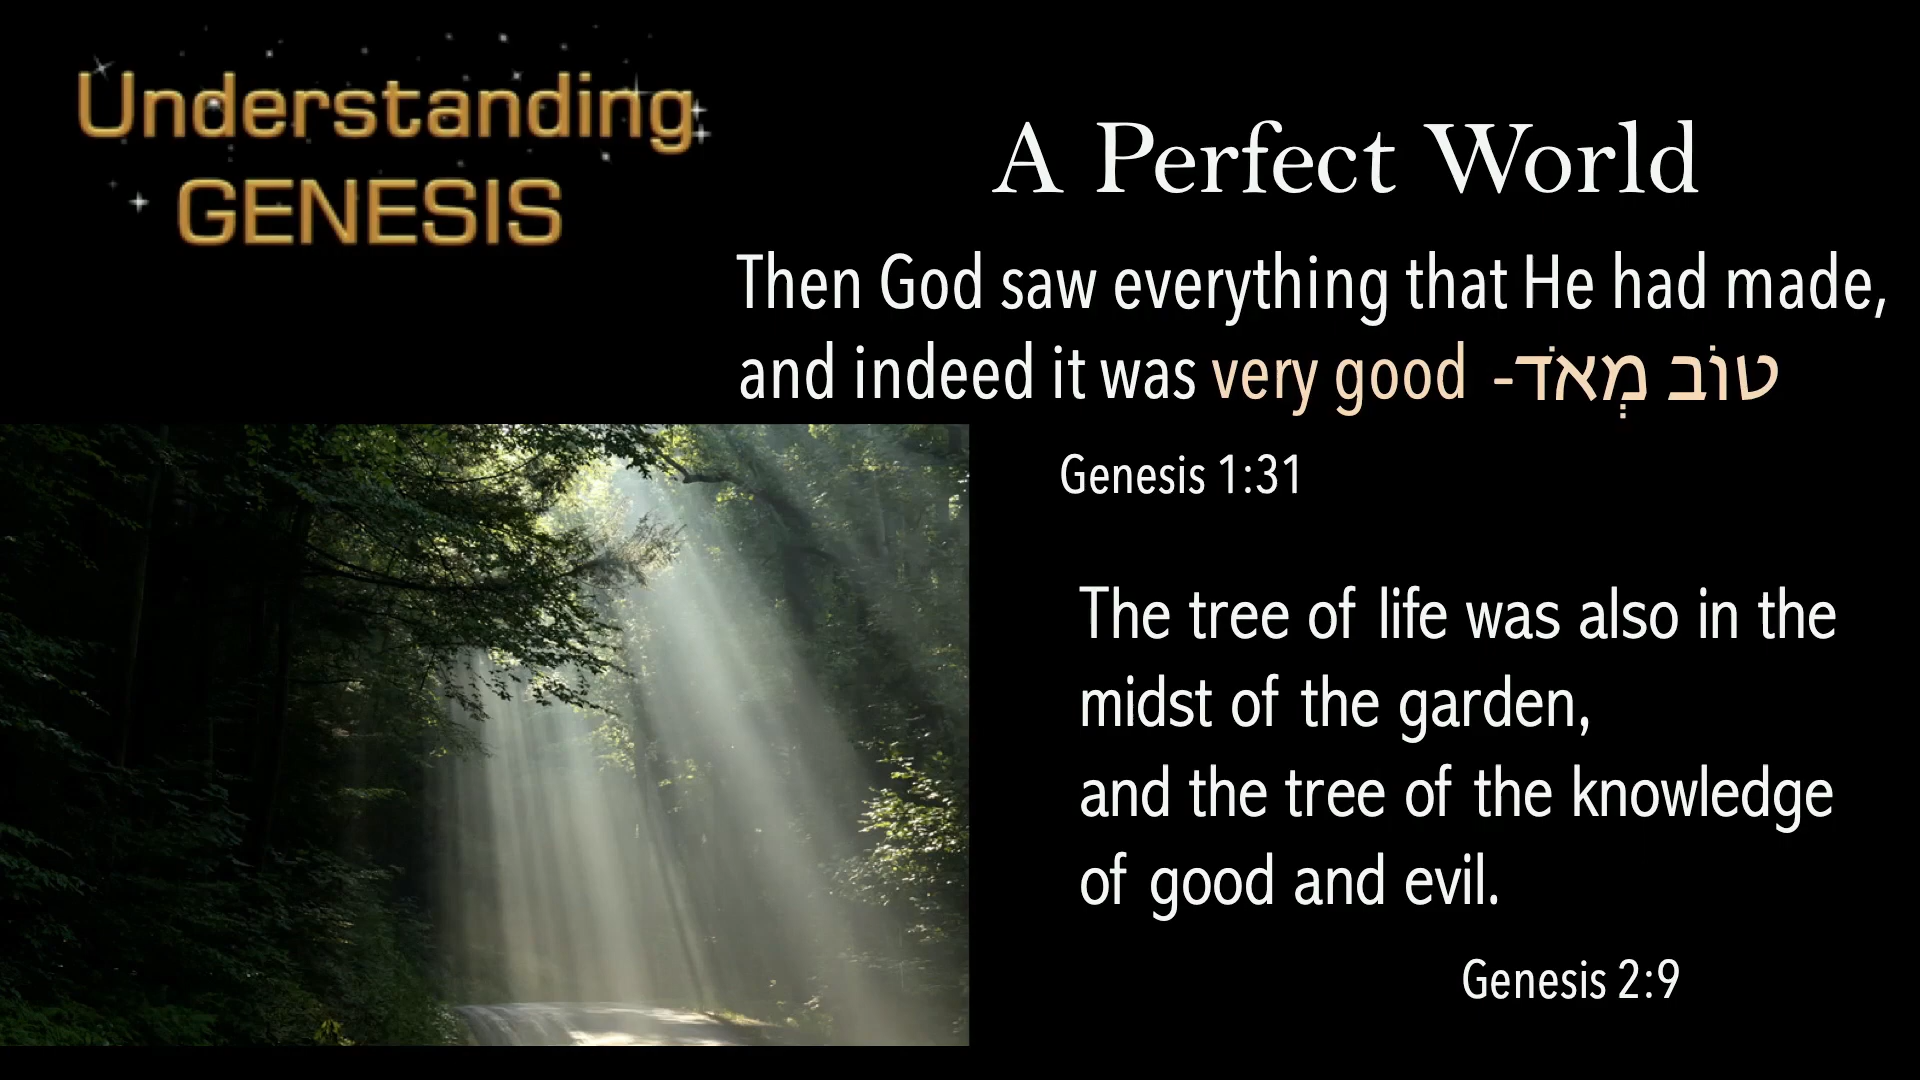 Understanding
GENESIS
A Perfect World
Then God saw everything that He had made,
and indeed it was very good -טוֹב מְאֹד
Genesis 1:31
The tree of life was also in the
midst of the garden,
and the tree of the knowledge
of good and evil.
Genesis 2:9